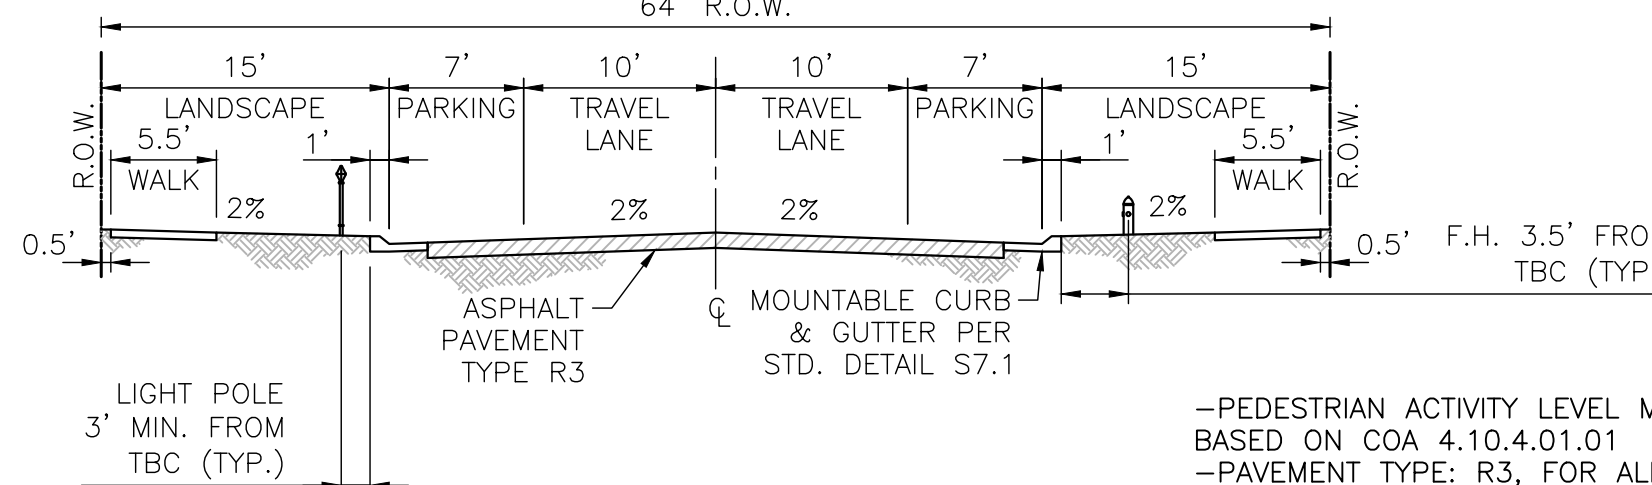 64' R.O.W.
15'
7'
10'
10'
7'
15'
LANDSCAPE
PARKING
TRAVEL
LANE
TRAVEL
LANE
PARKING
LANDSCAPE
R.O.W.
5.5'
WALK
1'
1'
5.5'
WALK
R.O.W.
2%
2%
2%
2%
0.5'
0.5'
F.H. 3.5'
TBC
ASPHALT
PAVEMENT
TYPE R3
℄
MOUNTABLE CURB
& GUTTER PER
STD. DETAIL S7.1
LIGHT POLE
3' MIN. FROM
TBC (TYP.)
-PEDESTRIAN ACTIVITY LEVEL
BASED ON COA 4.10.4.01.01
-PAVEMENT TYPE: R3, FOR